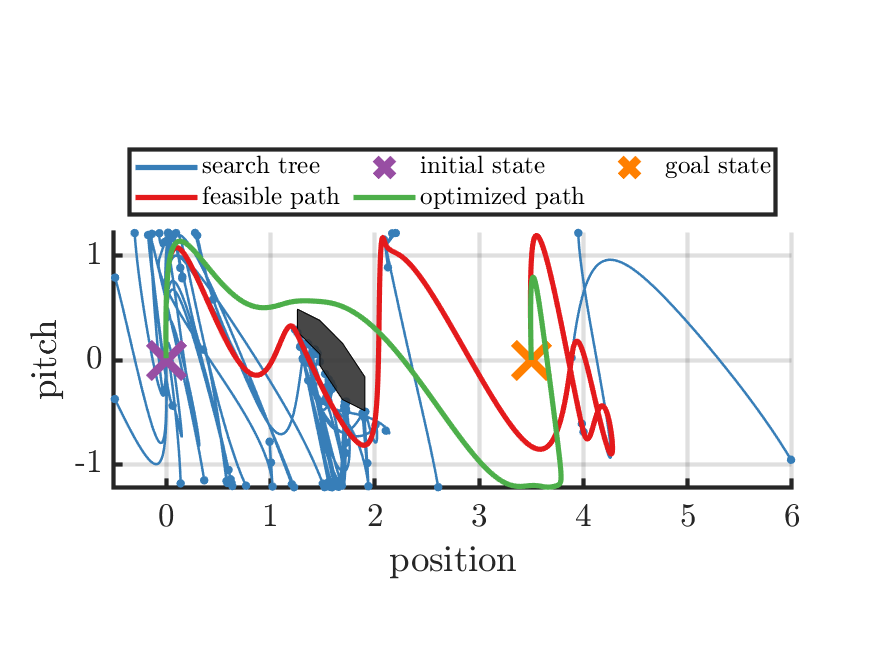 search tree initial state goal state
feasible path optimized path
1
0
-1
pitch
0 1 2 3 4 5 6
position